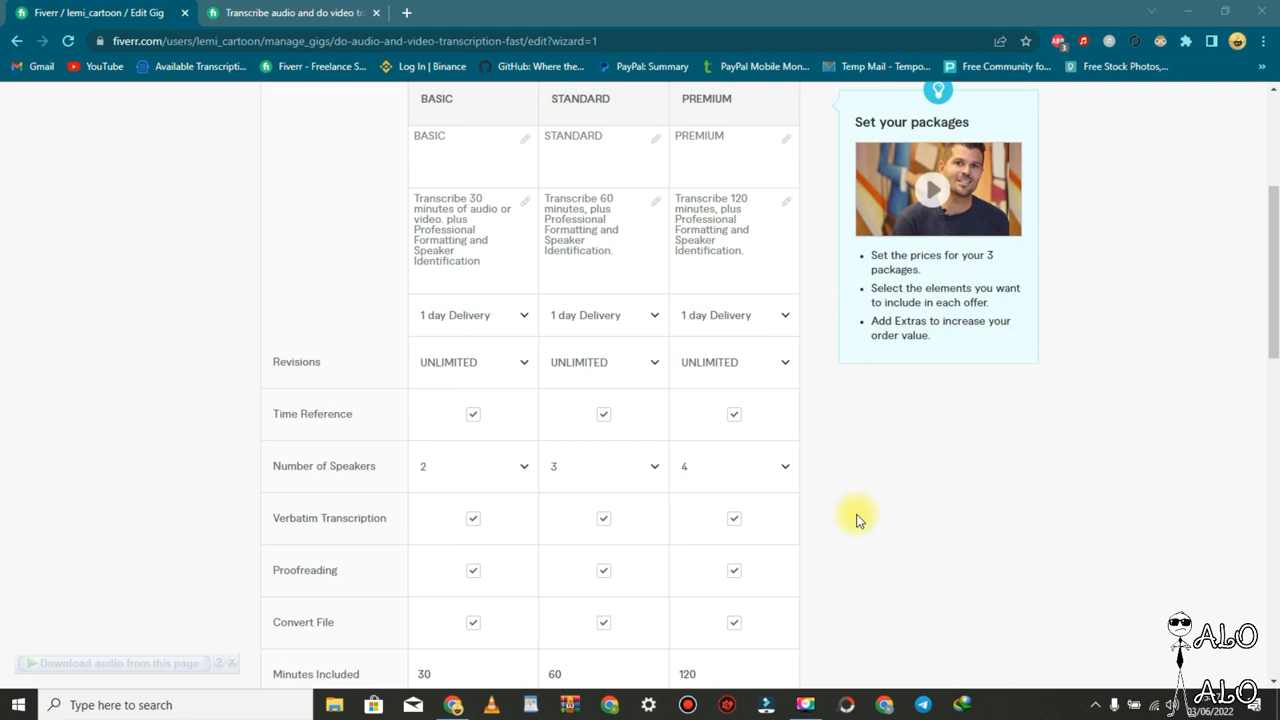 Fiverr / lemi_cartoon / Edit Gig
Transcribe audio and do video tr
fiverr.com/users/lemi_cartoon/manage_gigs/do-audio-and-video-transcription-fast/edit?wizard=1
Gmail
YouTube
Available Transcripti...
Fiverr - Freelance S...
Log In | Binance
GitHub: Where the...
PayPal: Summary
PayPal Mobile Mon...
Temp Mail - Tempo...
Free Community fo...
Free Stock Photos,...
BASIC STANDARD PREMIUM
BASIC STANDARD PREMIUM
Transcribe 30
minutes of audio or
video. plus
Professional
Formatting and
Speaker
Identification
Transcribe 60
minutes, plus
Professional
Formatting and
Speaker
Identification.
Transcribe 120
minutes, plus
Professional
Formatting and
Speaker
Identification.
1 day Delivery 1 day Delivery 1 day Delivery
Revisions UNLIMITED UNLIMITED UNLIMITED
Time Reference
Number of Speakers 2 3 4
Verbatim Transcription
Proofreading
Convert File
Minutes Included 30 60 120
Set your packages
Set the prices for your 3
packages.
Select the elements you want
to include in each offer.
Add Extras to increase your
order value.
Download audio from this page ? X
ALO
ALO
Type here to search
03/06/2022